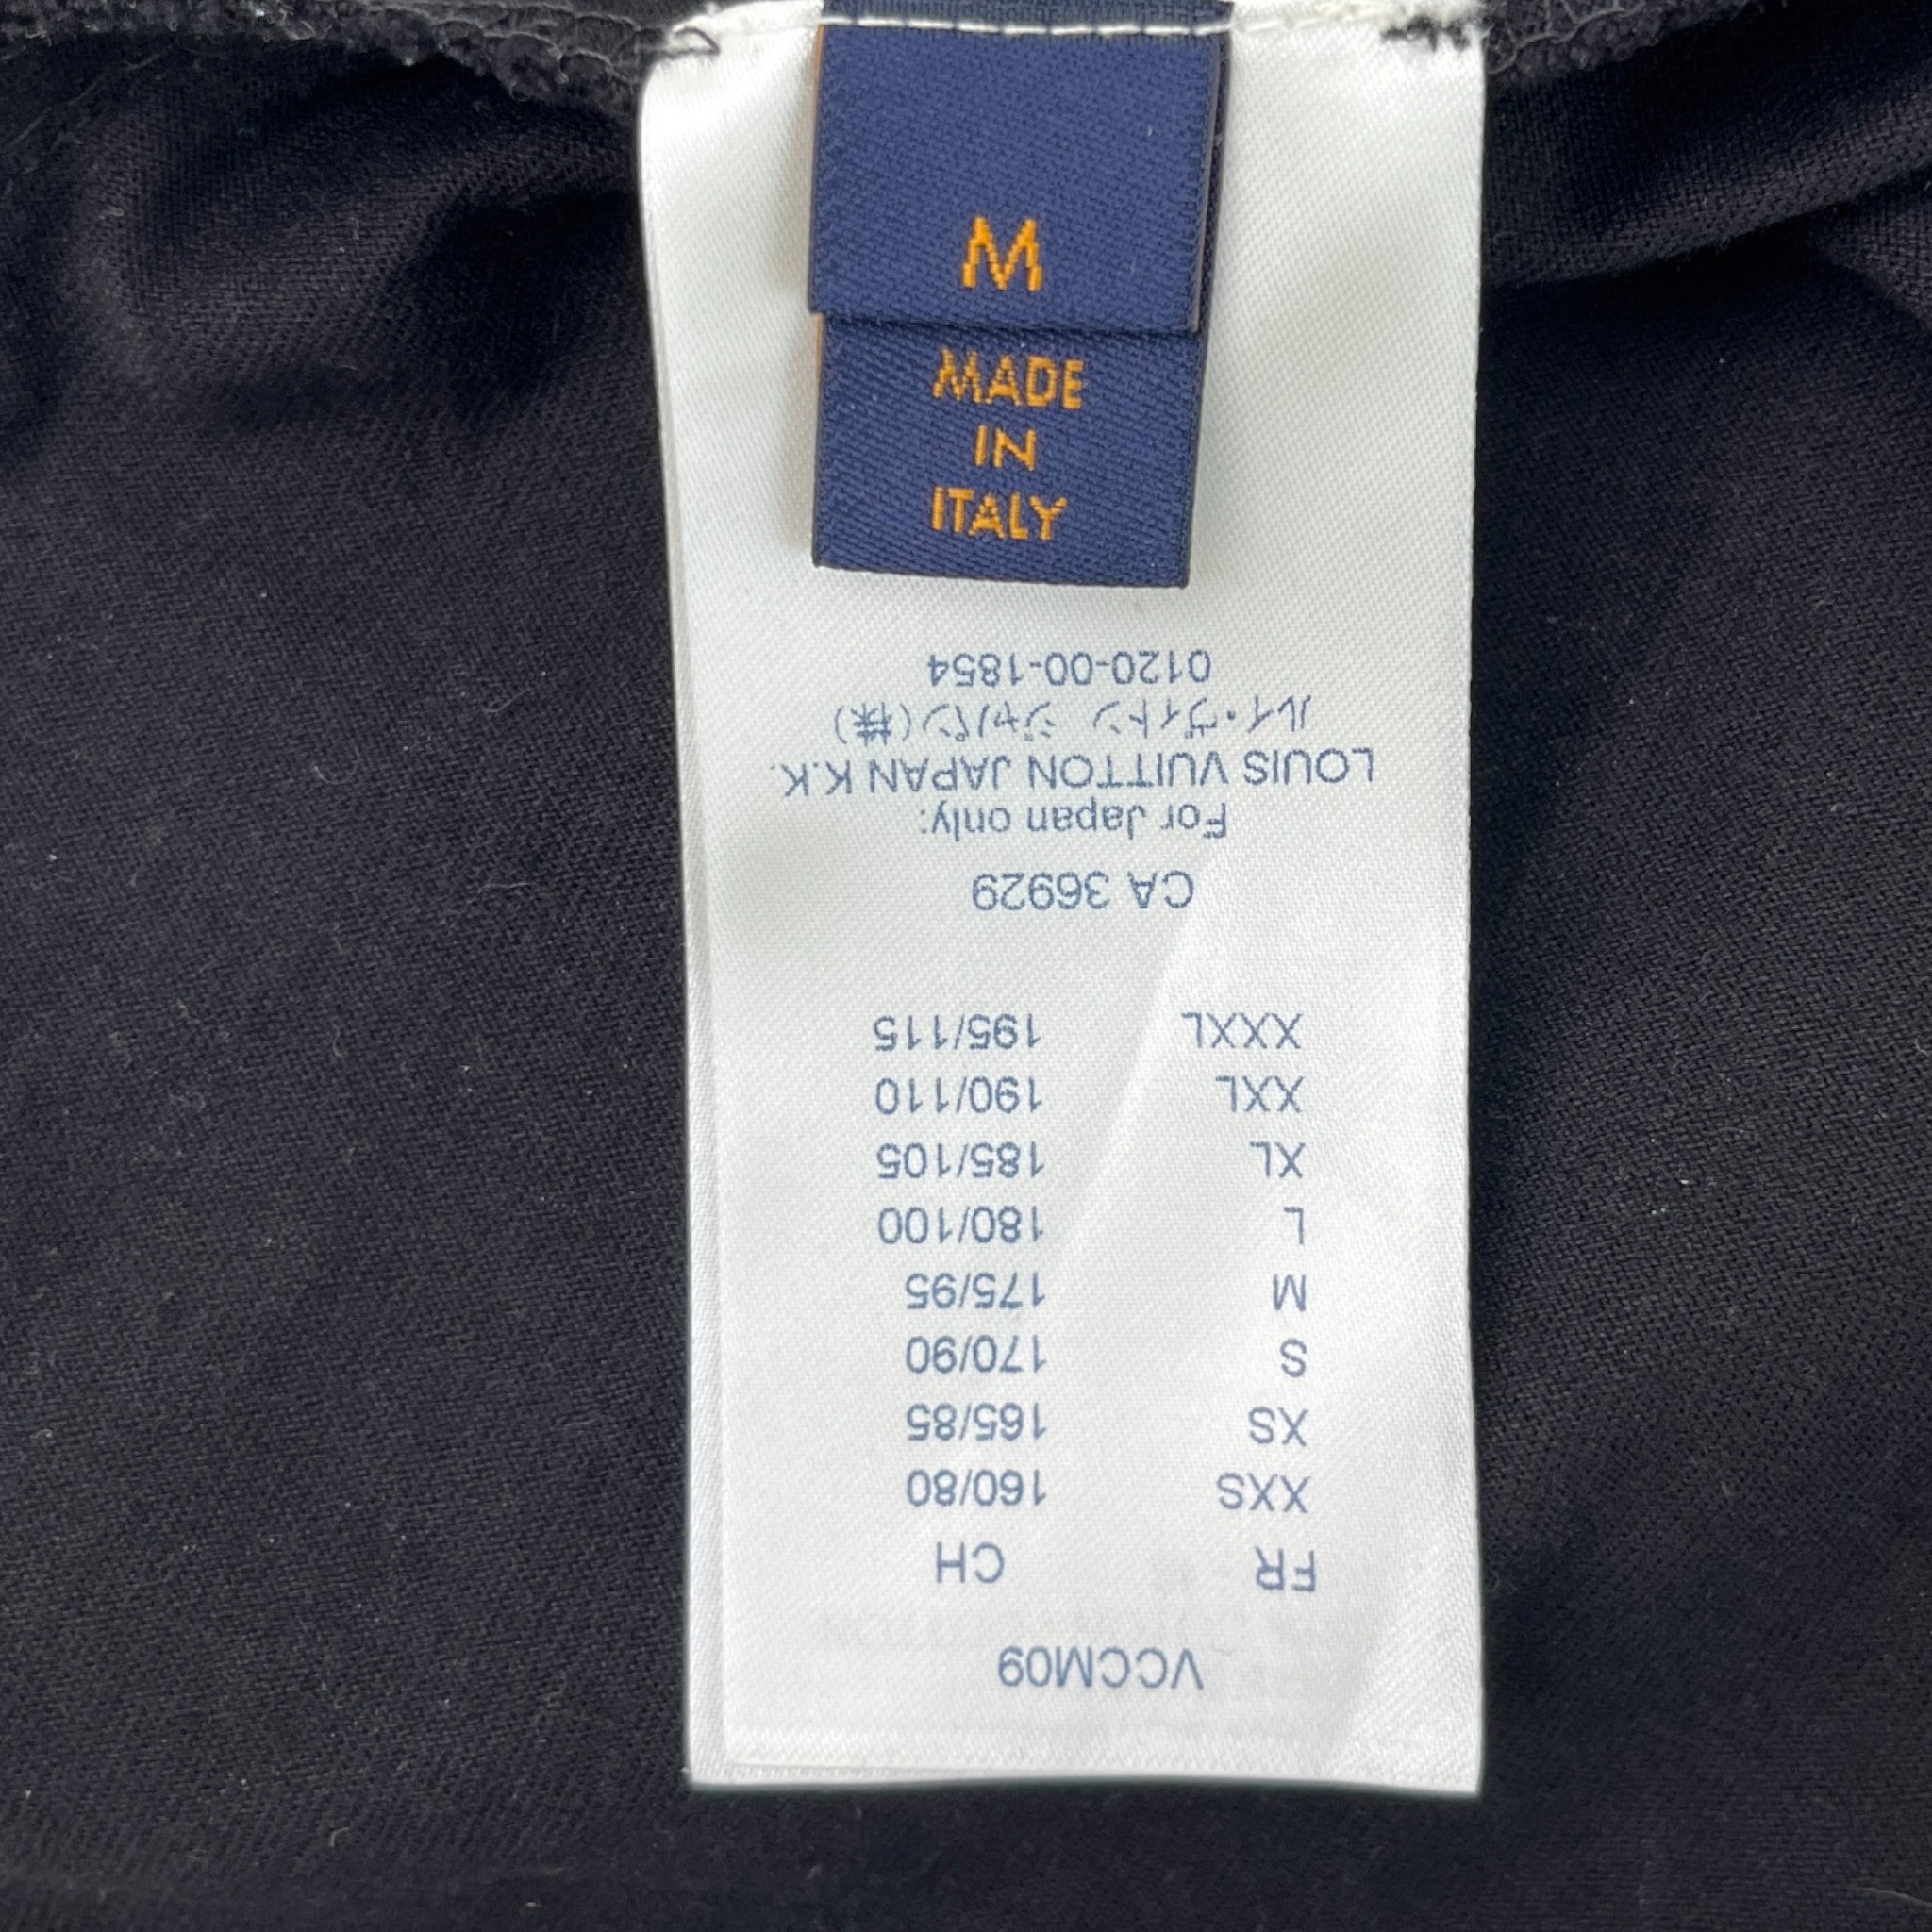 M
MADE
IN
ITALY
VCCM09
FR CH
XXS 160/80
XS 165/85
S 170/90
M 175/95
L 180/100
XL 185/105
XXL 190/110
XXXL 195/115
CA 36929
For Japan only:
LOUIS VUITTON JAPAN K.K.
ルイ・ヴィトン ジャパン(株)
0120-00-1854